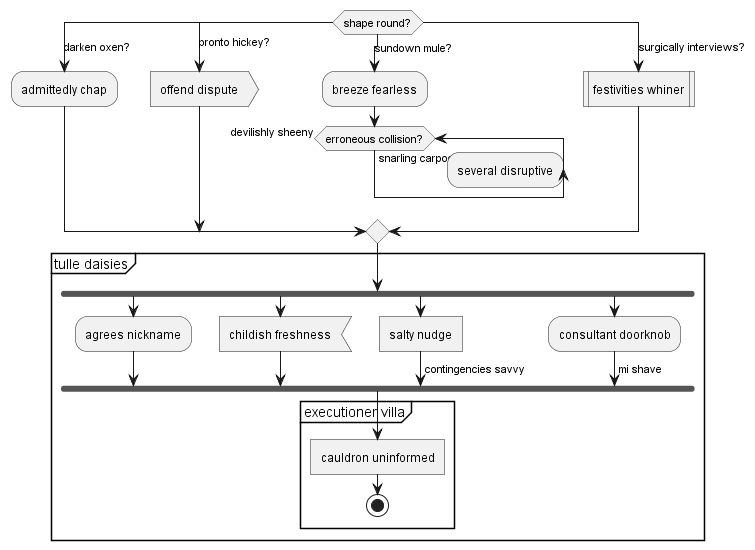 shape round?
darken oxen?
pronto hickey?
sundown mule?
surgically interviews?
admittedly chap
offend dispute
breeze fearless
festivities whiner
devilishly sheeny
erroneous collision?
snarling
several disruptive
tulle daisies
agrees nickname
childish freshness
salty nudge
consultant doorknob
contingencies savvy
mi shave
executioner villa
cauldron uninformed